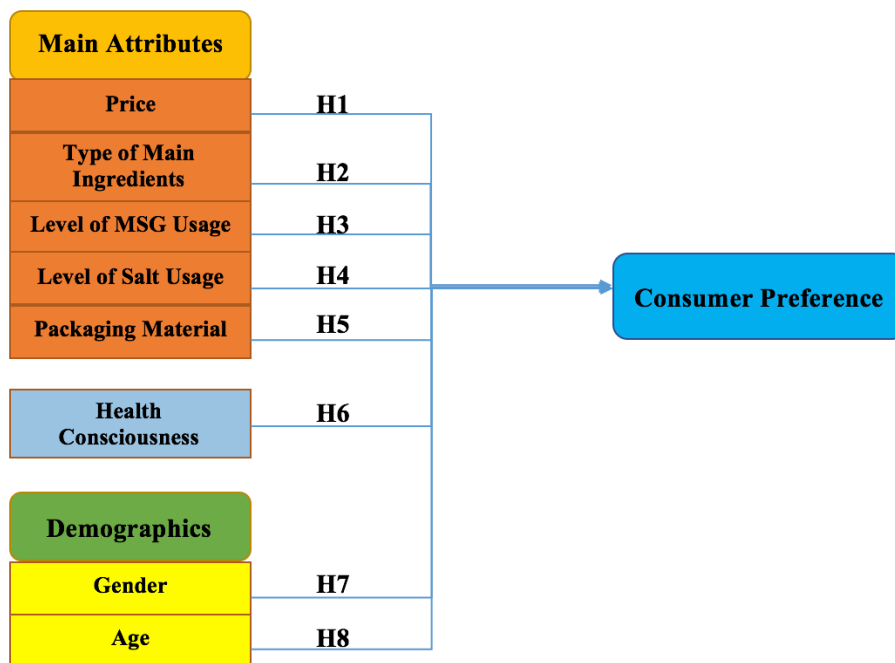 Main Attributes
Price
H1
Type of Main
Ingredients
H2
Level of MSG Usage
H3
Level of Salt Usage
H4
Packaging Material
H5
Consumer Preference
Health
Consciousness
H6
Demographics
Gender
H7
Age
H8